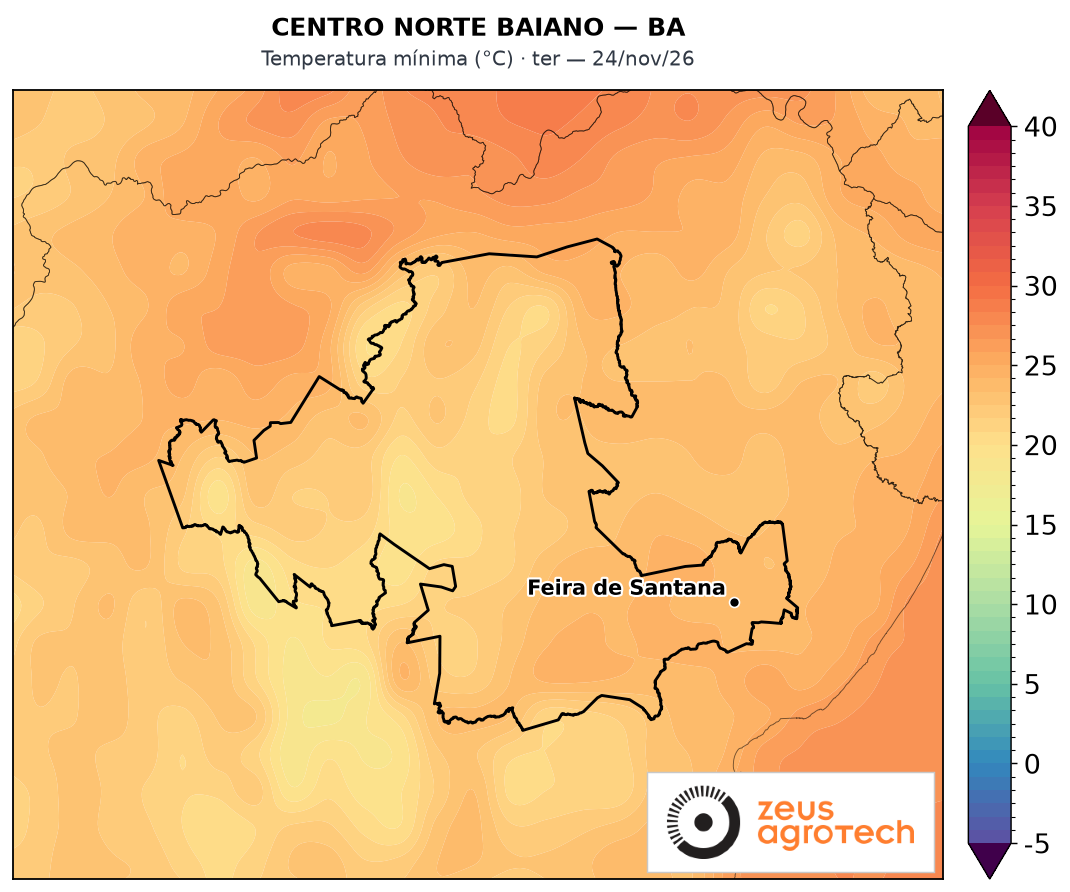 CENTRO NORTE BAIANO — BA
Temperatura mínima (°C) · ter — 24/nov/26
40
35
30
25
20
15
10
5
0
-5
Feira de Santana
zeus
agrotech